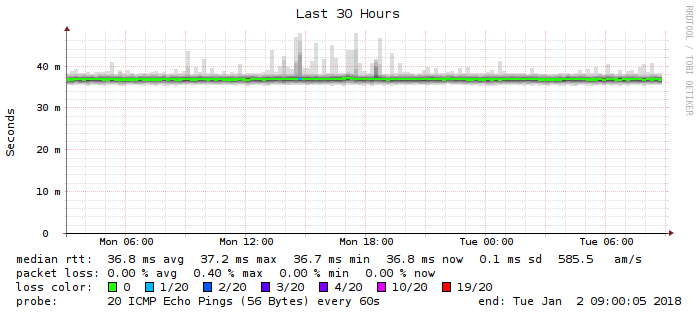 Last 30 Hours
RRDTOOL / TOBI OETIKER
Seconds
40 m
30 m
20 m
10 m
0
Mon 06:00 Mon 12:00 Mon 18:00 Tue 00:00 Tue 06:00
median rtt: 36.8 ms avg 37.2 ms max 36.7 ms min 36.8 ms now 0.1 ms sd 585.5 am/s
packet loss: 0.00 % avg 0.40 % max 0.00 % min 0.00 % now
loss color: 0 1/20 2/20 3/20 4/20 10/20 19/20
probe: 20 ICMP Echo Pings (56 Bytes) every 60s end: Tue Jan 2 09:00:05 2018